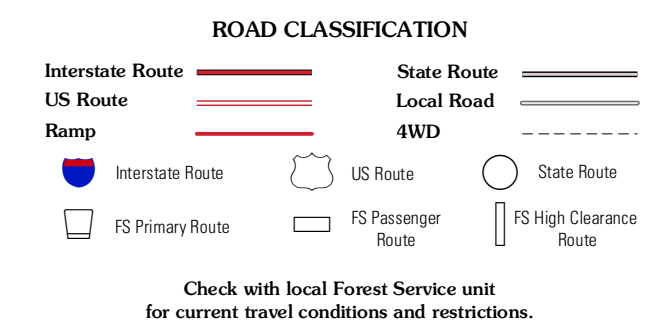 ROAD CLASSIFICATION
Interstate Route
State Route
US Route
Local Road
Ramp
4WD
Interstate Route
US Route
State Route
FS Primary Route
FS Passenger
Route
FS High Clearance
Route
Check with local Forest Service unit
for current travel conditions and restrictions.